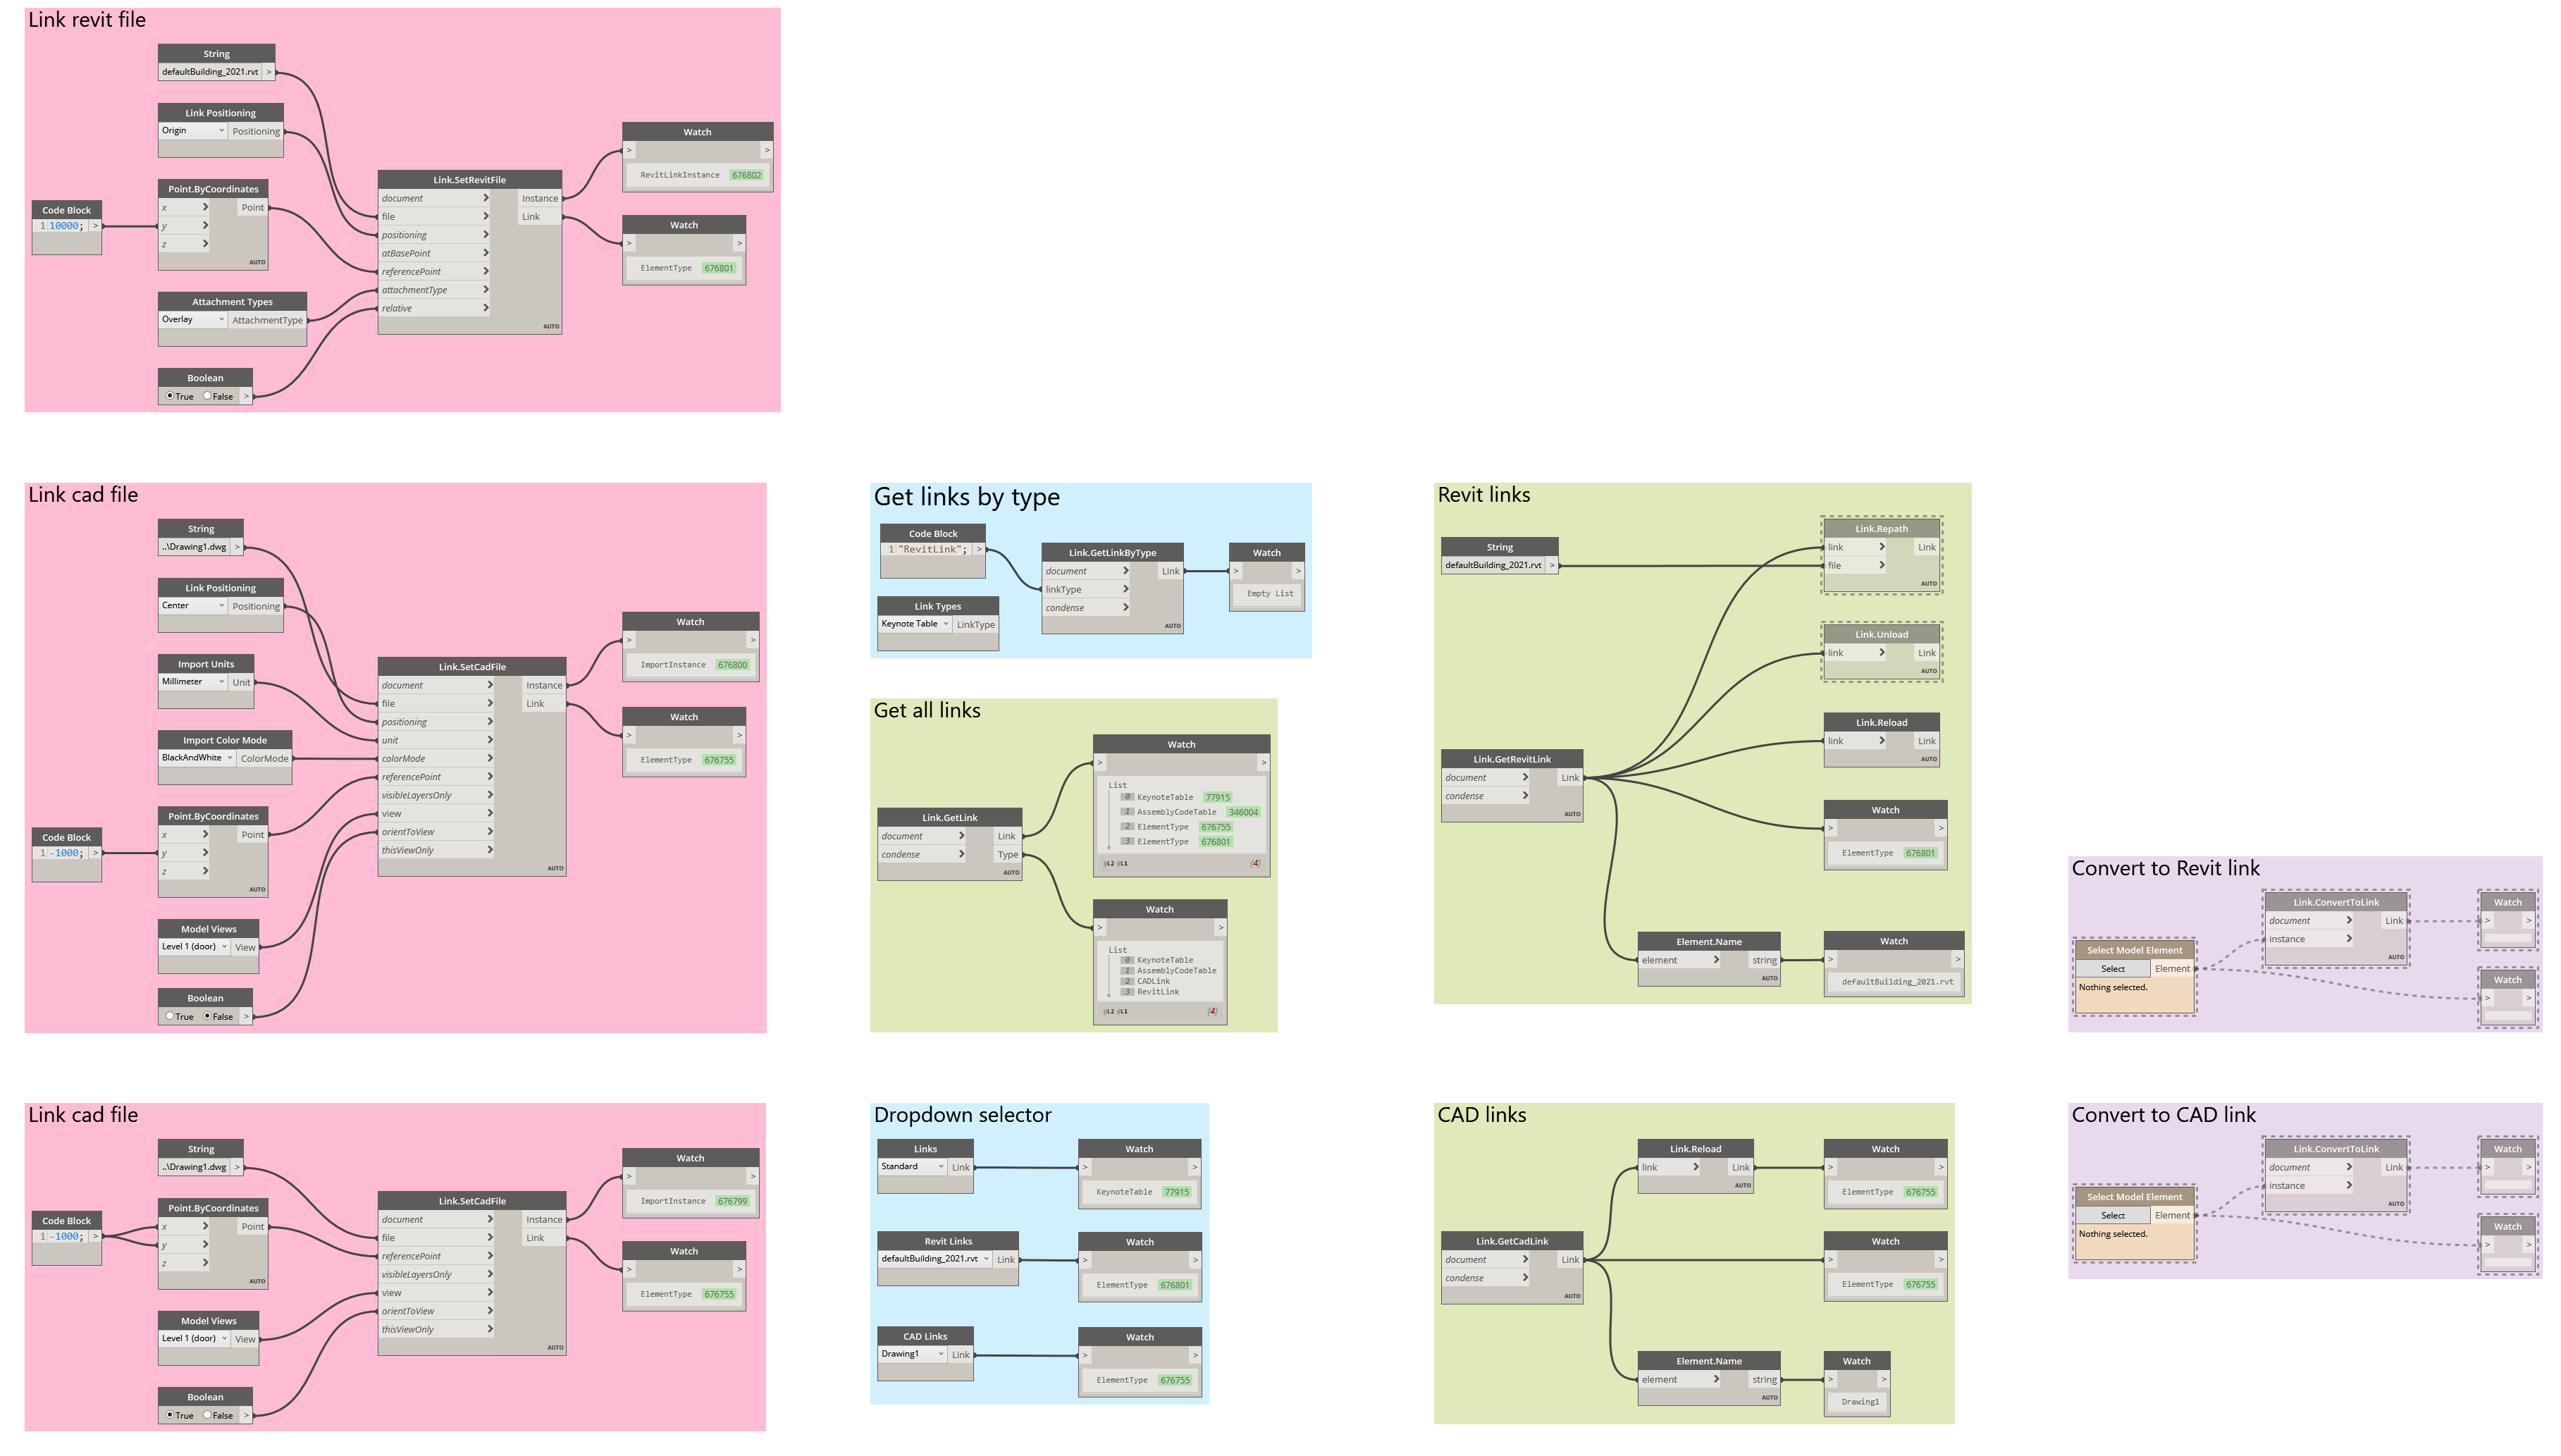 Link revit file
String
defaultBuilding_2021.rvt >
Link Positioning
Origin Positioning
Code Block
1 10000; >
Point.ByCoordinates
x Point
y
z
AUTO
Attachment Types
Overlay AttachmentType
Boolean
True False >
Link.SetRevitFile
document Instance
file Link
positioning
atBasePoint
referencePoint
attachmentType
relative
AUTO
Watch
> >
RevitLinkInstance 676802
Watch
> >
ElementType 676801
Link cad file
String
..\Drawing1.dwg >
Link Positioning
Center Positioning
Import Units
Millimeter Unit
Import Color Mode
BlackAndWhite ColorMode
Code Block
1 -1000; >
Point.ByCoordinates
x Point
y
z
AUTO
Model Views
Level 1 (door) View
Boolean
True False >
Link.SetCadFile
document Instance
file Link
positioning
unit
colorMode
referencePoint
visibleLayersOnly
view
orientToView
thisViewOnly
AUTO
Watch
> >
ImportInstance 676800
Watch
> >
ElementType 676755
Link cad file
String
..\Drawing1.dwg >
Code Block
1 -1000; >
Point.ByCoordinates
x Point
y
z
AUTO
Model Views
Level 1 (door) View
Boolean
True False >
Link.SetCadFile
document Instance
file Link
referencePoint
visibleLayersOnly
view
orientToView
thisViewOnly
AUTO
Watch
> >
ImportInstance 676799
Watch
> >
ElementType 676755
Get links by type
Code Block
1 "RevitLink"; >
Link Types
Keynote Table LinkType
Link.GetLinkByType
document Link
linkType
condense
AUTO
Watch
> >
Empty List
Get all links
Link.GetLink
document Link
condense Type
AUTO
Watch
> >
List
0 KeynoteTable 77915
1 AssemblyCodeTable 346004
2 ElementType 676755
3 ElementType 676801
@L2 @L1 {4}
Watch
> >
List
0 KeynoteTable
1 AssemblyCodeTable
2 CADLink
3 RevitLink
@L2 @L1 {4}
Dropdown selector
Links
Standard Link
Watch
> >
KeynoteTable 77915
Revit Links
defaultBuilding_2021.rvt Link
Watch
> >
ElementType 676801
CAD Links
Drawing1 Link
Watch
> >
ElementType 676755
Revit links
String
defaultBuilding_2021.rvt >
Link.GetRevitLink
document Link
condense
AUTO
Link.Repath
link Link
file
AUTO
Link.Unload
link Link
AUTO
Link.Reload
link Link
AUTO
Watch
> >
ElementType 676801
Element.Name
element string
AUTO
Watch
> >
defaultBuilding_2021.rvt
CAD links
Link.GetCadLink
document Link
condense
AUTO
Link.Reload
link Link
AUTO
Watch
> >
ElementType 676755
Watch
> >
ElementType 676755
Element.Name
element string
AUTO
Watch
> >
Drawing1
Convert to Revit link
Select Model Element
Select Element
Nothing selected.
Link.ConvertToLink
document Link
instance
AUTO
Watch
> >
Watch
> >
Convert to CAD link
Select Model Element
Select Element
Nothing selected.
Link.ConvertToLink
document Link
instance
AUTO
Watch
> >
Watch
> >